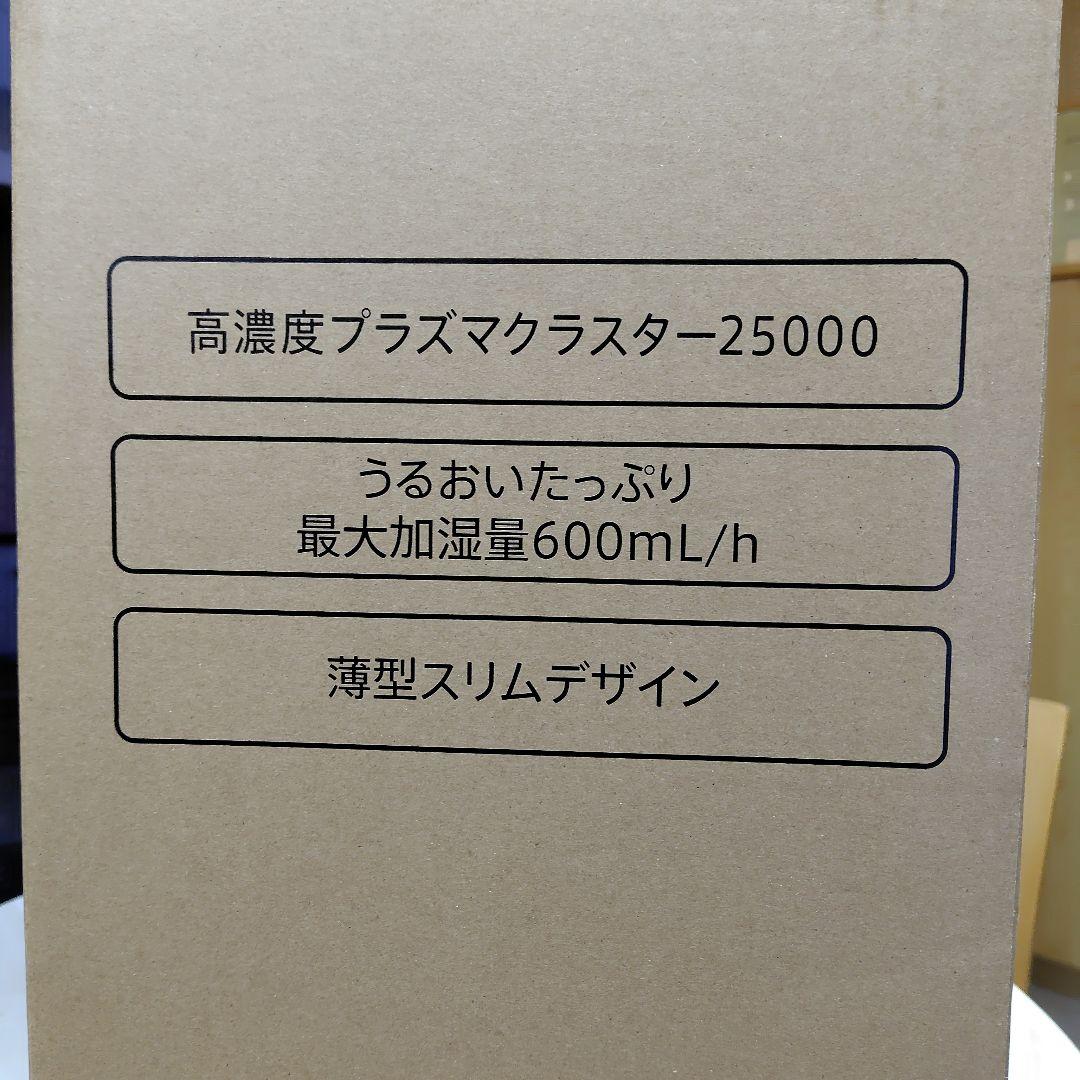 高濃度プラズマクラスター25000
うるおいたっぷり
最大加湿量600mL/h
薄型スリムデザイン